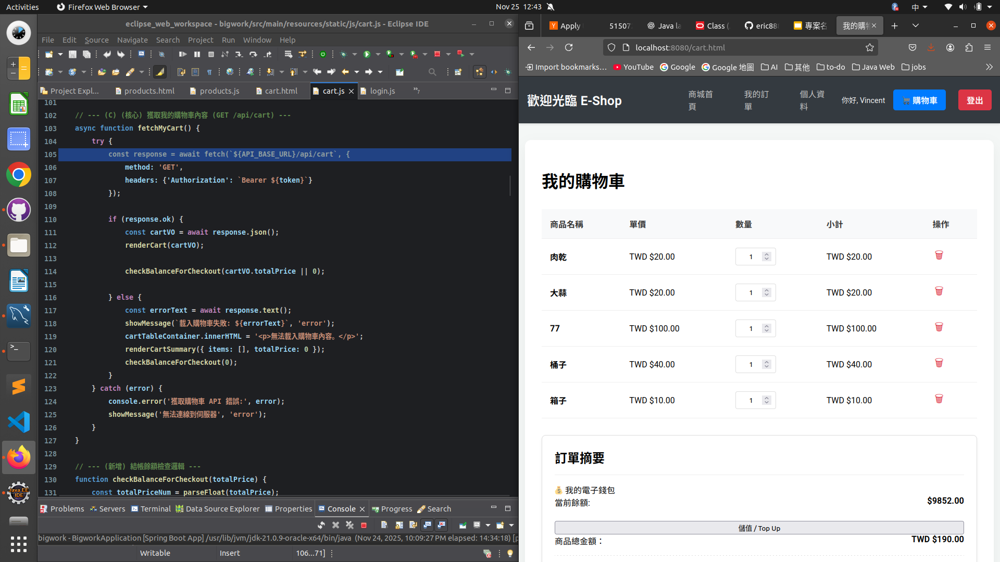 Activities
Firefox Web Browser
Nov 25 12:43
中
eclipse_web_workspace - bigwork/src/main/resources/static/js/cart.js - Eclipse IDE
File Edit Source Navigate Search Project Run Window Help
Project Expl... products.html products.js cart.html cart.js login.js »7
101
102 // --- (C) (核心) 獲取我的購物車內容 (GET /api/cart) ---
103 async function fetchMyCart() {
104 try {
105 const response = await fetch(`${API_BASE_URL}/api/cart`, {
106 method: 'GET',
107 headers: {'Authorization': `Bearer ${token}`}
108 });
109
110 if (response.ok) {
111 const cartVO = await response.json();
112 renderCart(cartVO);
113
114 checkBalanceForCheckout(cartVO.totalPrice || 0);
115
116 } else {
117 const errorText = await response.text();
118 showMessage(`載入購物車失敗: ${errorText}`, 'error');
119 cartTableContainer.innerHTML = '<p>無法載入購物車內容。</p>';
120 renderCartSummary({ items: [], totalPrice: 0 });
121 checkBalanceForCheckout(0);
122 }
123 } catch (error) {
124 console.error('獲取購物車 API 錯誤:', error);
125 showMessage('無法連線到伺服器', 'error');
126 }
127 }
128
129 // --- (新增) 結帳餘額檢查邏輯 ---
130 function checkBalanceForCheckout(totalPrice) {
131 const totalPriceNum = parseFloat(totalPrice);
Problems Servers Terminal Data Source Explorer Properties Console Progress Search
bigwork - BigworkApplication [Spring Boot App] /usr/lib/jvm/jdk-21.0.9-oracle-x64/bin/java (Nov 24, 2025, 10:09:27 PM elapsed: 14:34:18) [p
Writable Insert 106...71]
Java EE
IDE
Apply 51507 Java la Class ( eric88 專案名 我的購物
localhost:8080/cart.html
Import bookmarks... YouTube Google Google 地圖 AI 其他 to-do Java Web jobs
歡迎光臨 E-Shop
商城首頁
我的訂單
個人資料
你好, Vincent
購物車
登出
我的購物車
商品名稱 單價 數量 小計 操作
肉乾 TWD $20.00 1 TWD $20.00
大蒜 TWD $20.00 1 TWD $20.00
77 TWD $100.00 1 TWD $100.00
桶子 TWD $40.00 1 TWD $40.00
箱子 TWD $10.00 1 TWD $10.00
訂單摘要
我的電子錢包
當前餘額: $9852.00
儲值 / Top Up
商品總金額： TWD $190.00